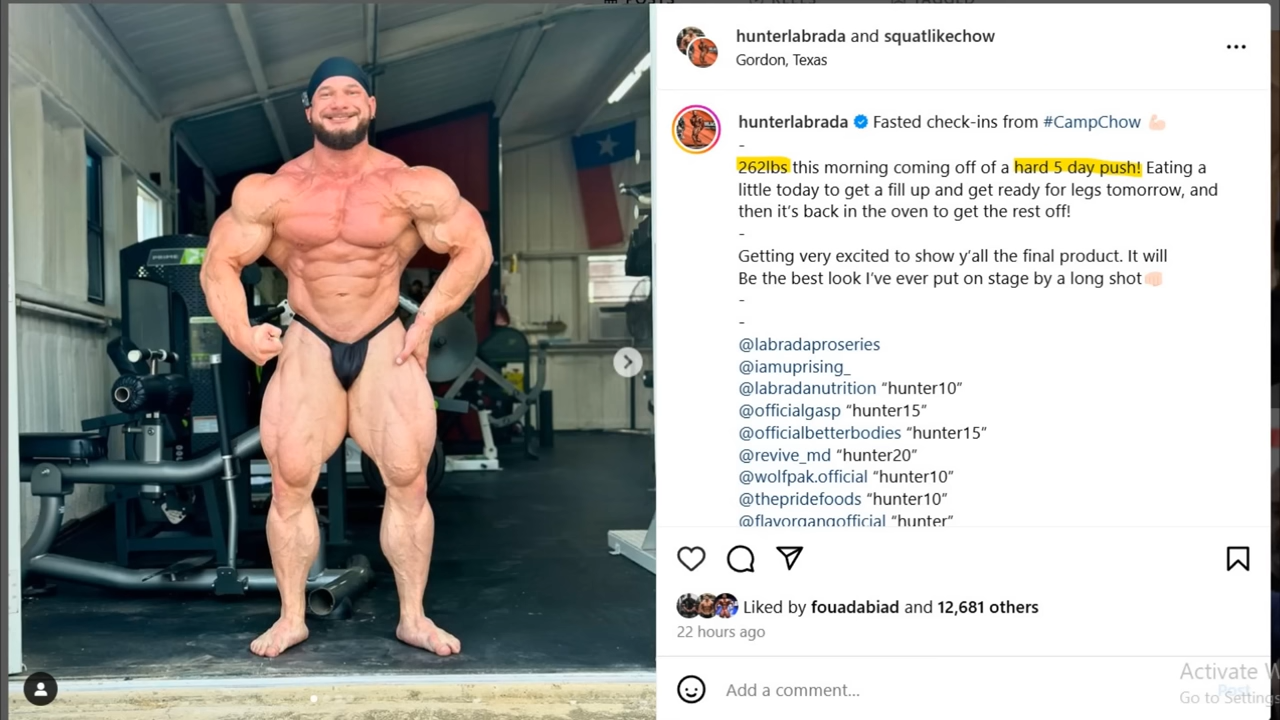 hunterlabrada and squatlikechow
Gordon, Texas
hunterlabrada Fasted check-ins from #CampChow 💪🏻
-
262lbs this morning coming off of a hard 5 day push! Eating a
little today to get a fill up and get ready for legs tomorrow, and
then it’s back in the oven to get the rest off!
-
Getting very excited to show y’all the final product. It will
Be the best look I’ve ever put on stage by a long shot👊🏻
-
-
@labradaproseries
@iamuprising_
@labradanutrition “hunter10”
@officialgasp “hunter15”
@officialbetterbodies “hunter15”
@revive_md “hunter20”
@wolfpak.official “hunter10”
@thepridefoods “hunter10”
@flavorgangofficial “hunter”
Liked by fouadabiad and 12,681 others
22 hours ago
Add a comment...
Post
Activate W
Go to Settings
PRIME